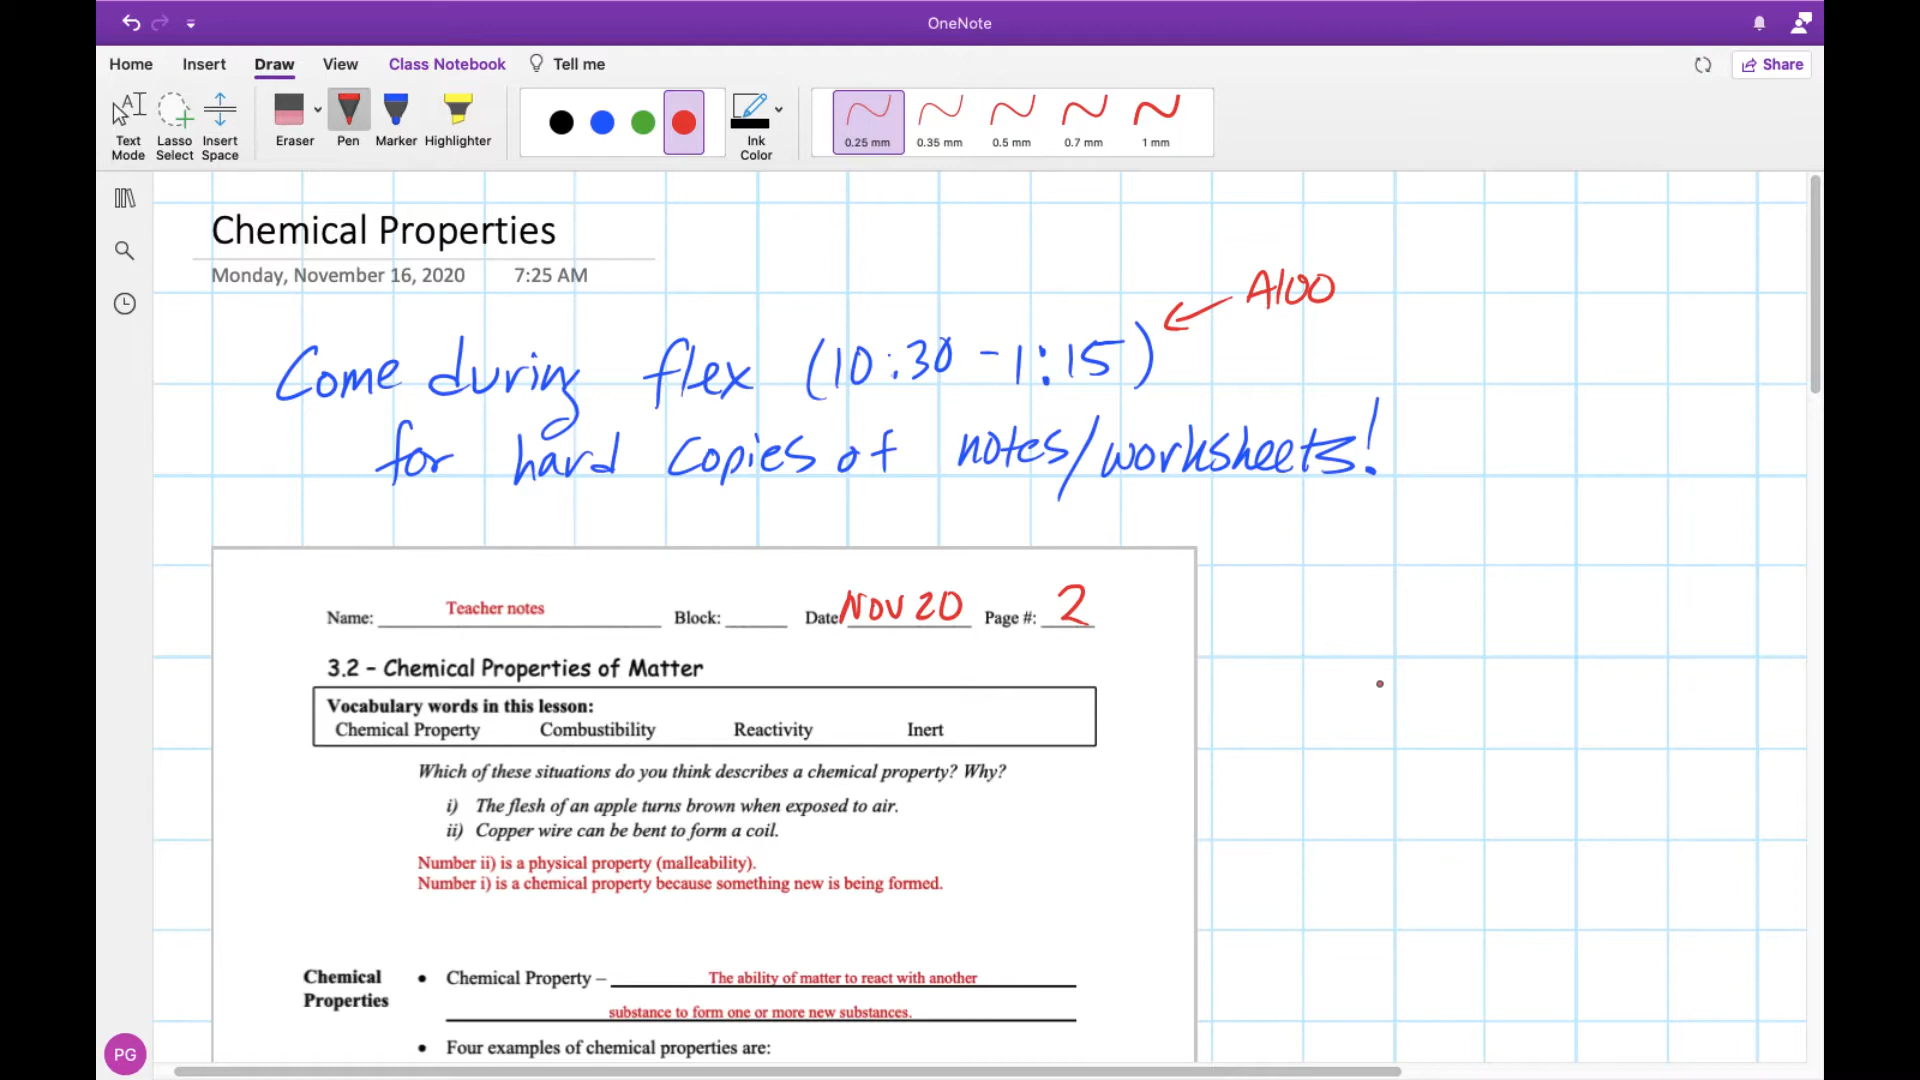 OneNote
Home Insert Draw View Class Notebook Tell me Share
Text Mode Lasso Select Insert Space Eraser Pen Marker Highlighter Ink Color 0.25 mm 0.35 mm 0.5 mm 0.7 mm 1 mm
Chemical Properties
Monday, November 16, 2020 7:25 AM
A100
Come during flex (10:30 - 1:15)
for hard copies of notes/worksheets!
Name: Teacher notes Block: Date Nov 20 Page #: 2
3.2 – Chemical Properties of Matter
Vocabulary words in this lesson:
Chemical Property Combustibility Reactivity Inert
Which of these situations do you think describes a chemical property? Why?
i) The flesh of an apple turns brown when exposed to air.
ii) Copper wire can be bent to form a coil.
Number ii) is a physical property (malleability).
Number i) is a chemical property because something new is being formed.
Chemical Properties
• Chemical Property – The ability of matter to react with another
substance to form one or more new substances.
• Four examples of chemical properties are:
PG